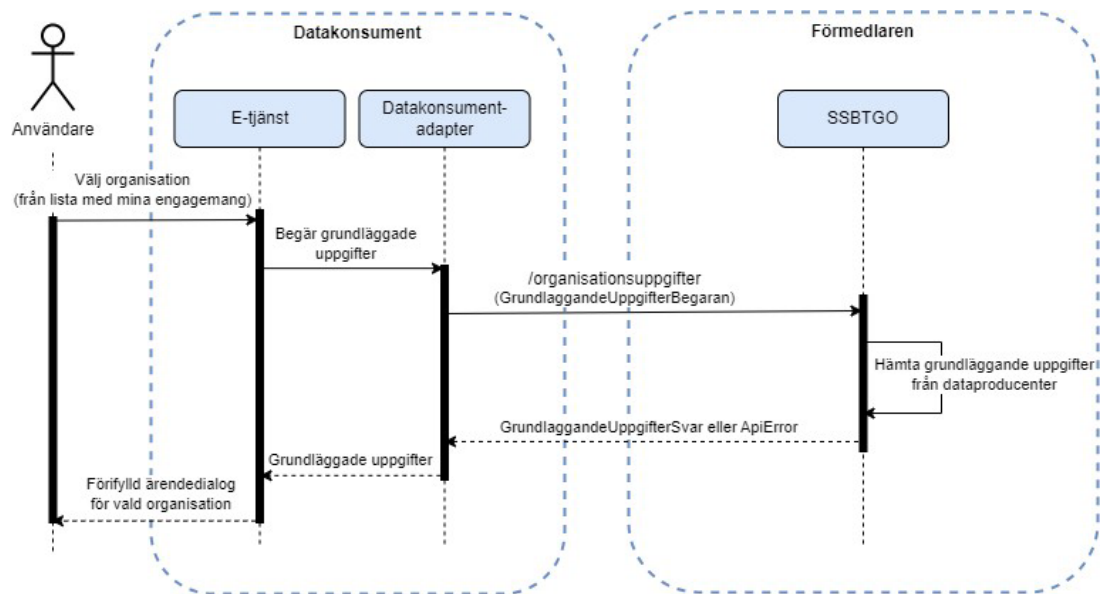 Datakonsument
Förmedlaren
Användare
E-tjänst
Datakonsument-
adapter
SSBTGO
Välj organisation
(från lista med mina engagemang)
Begär grundläggade
uppgifter
/organisationsuppgifter
(GrundlaggandeUppgifterBegaran)
Hämta grundläggande uppgifter
från dataproducenter
GrundlaggandeUppgifterSvar eller ApiError
Grundläggade uppgifter
Förifylld ärendedialog
för vald organisation